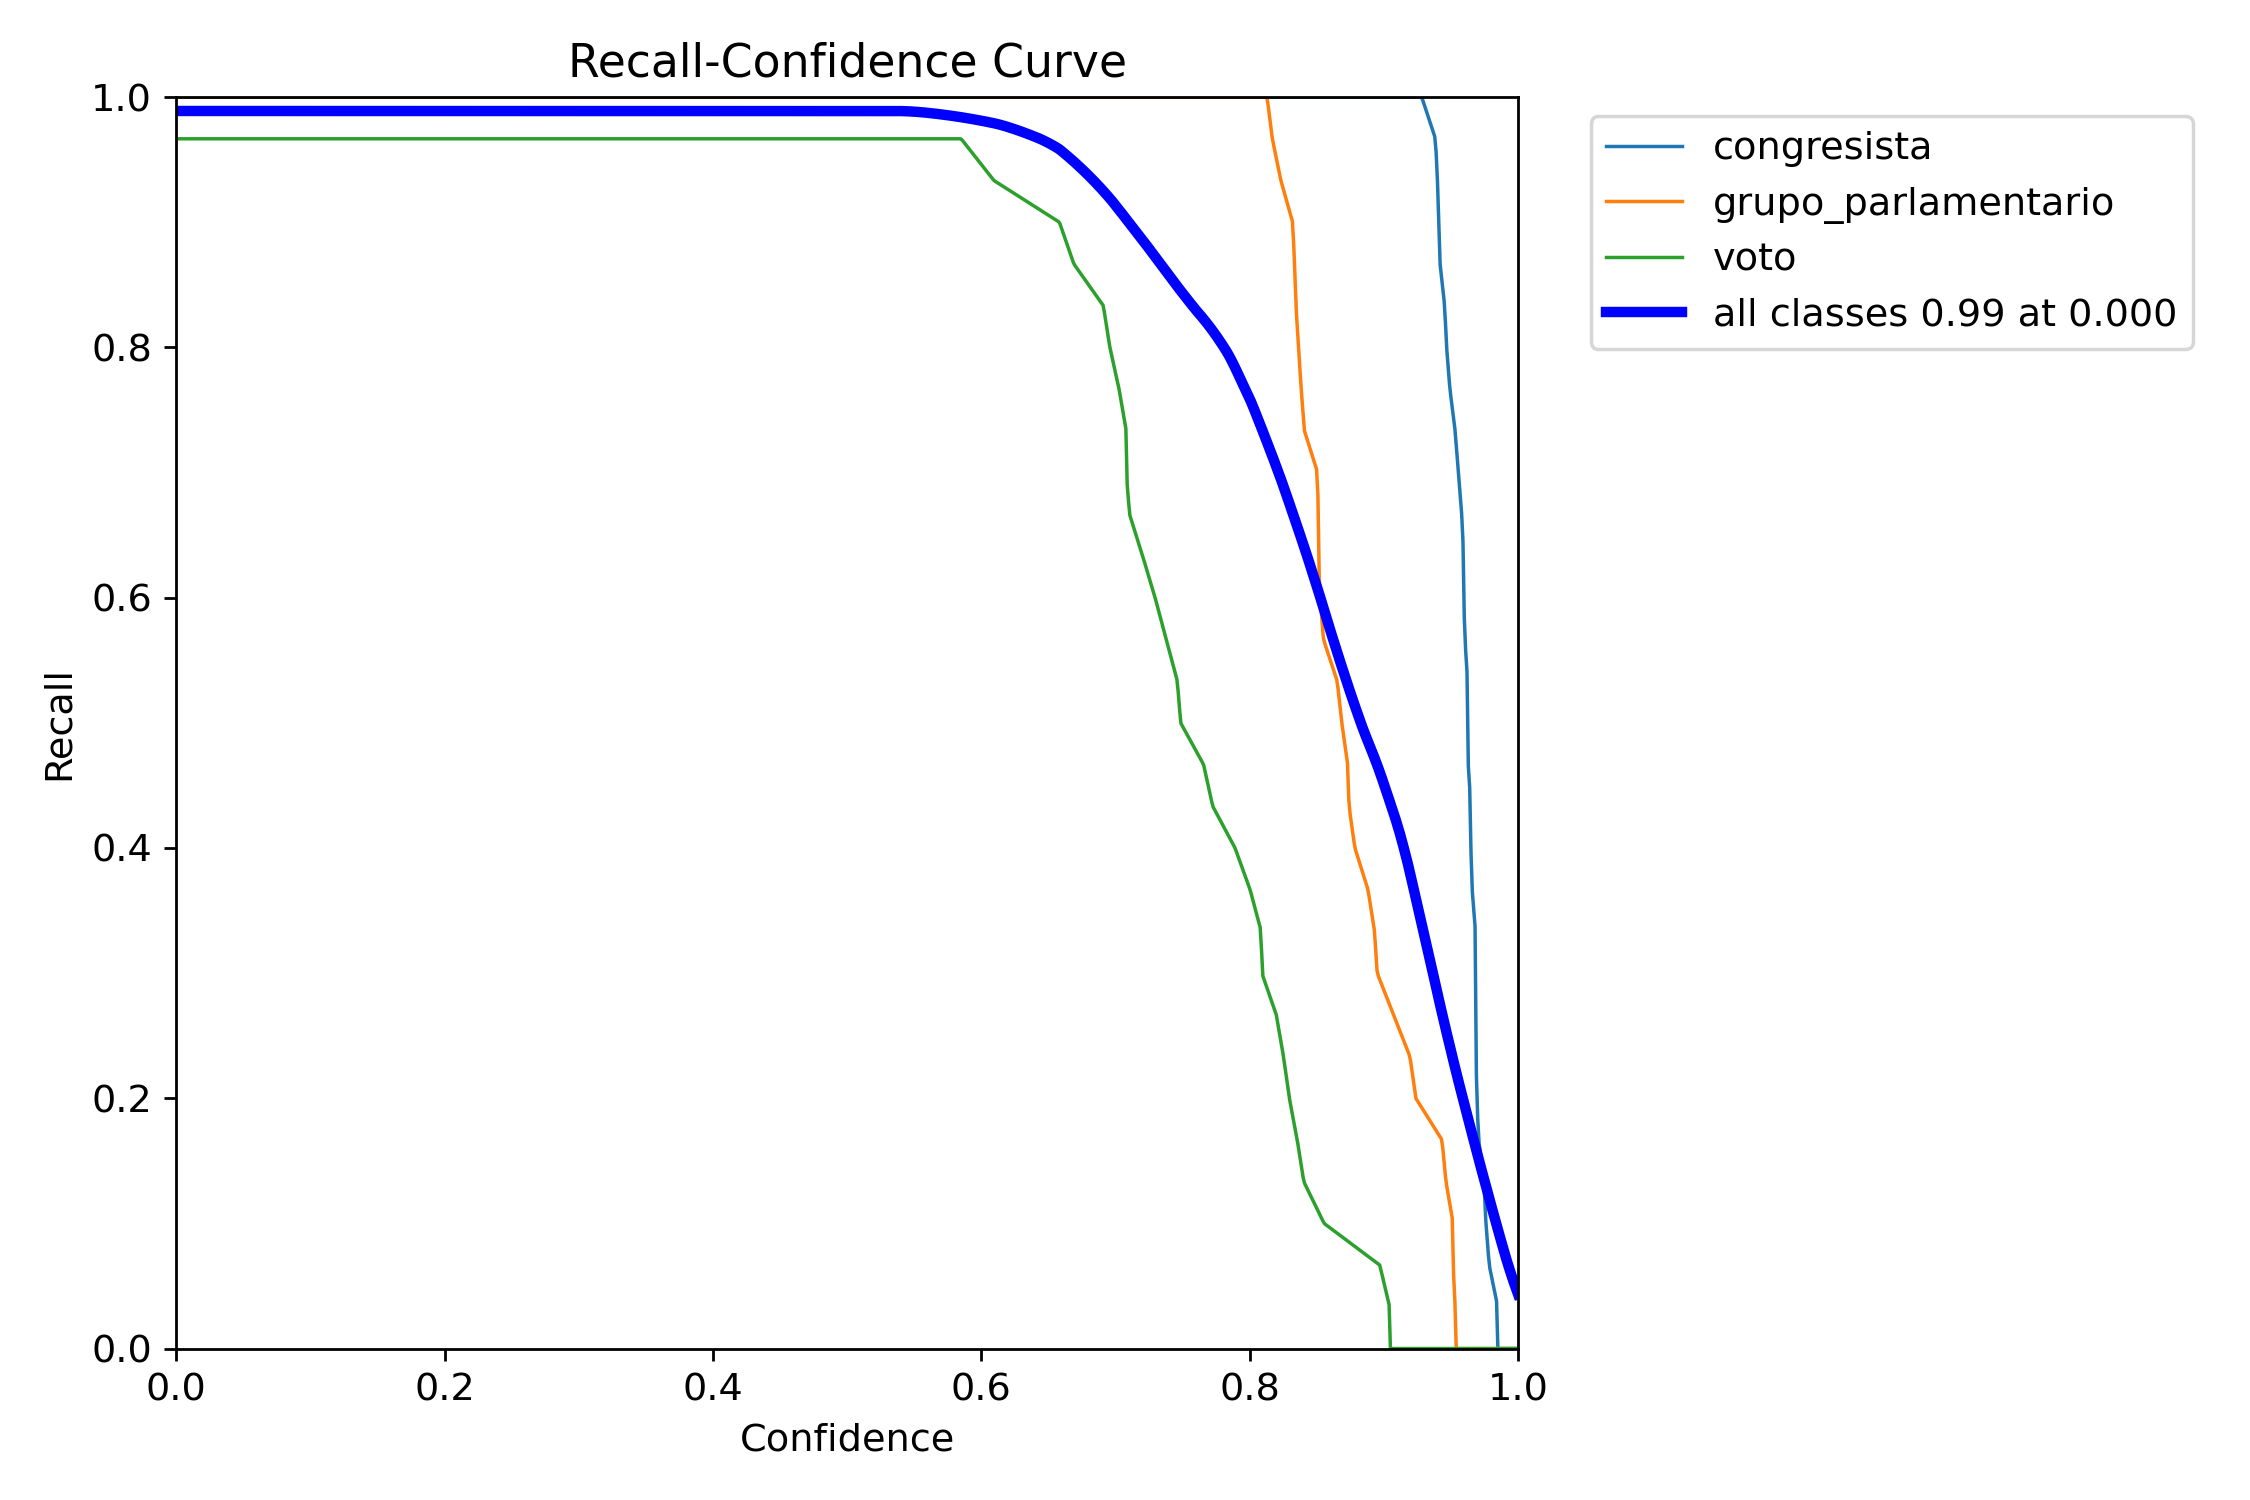 Recall-Confidence Curve
1.0
0.8
0.6
0.4
0.2
0.0
Recall
0.0 0.2 0.4 0.6 0.8 1.0
Confidence
congresista
grupo_parlamentario
voto
all classes 0.99 at 0.000